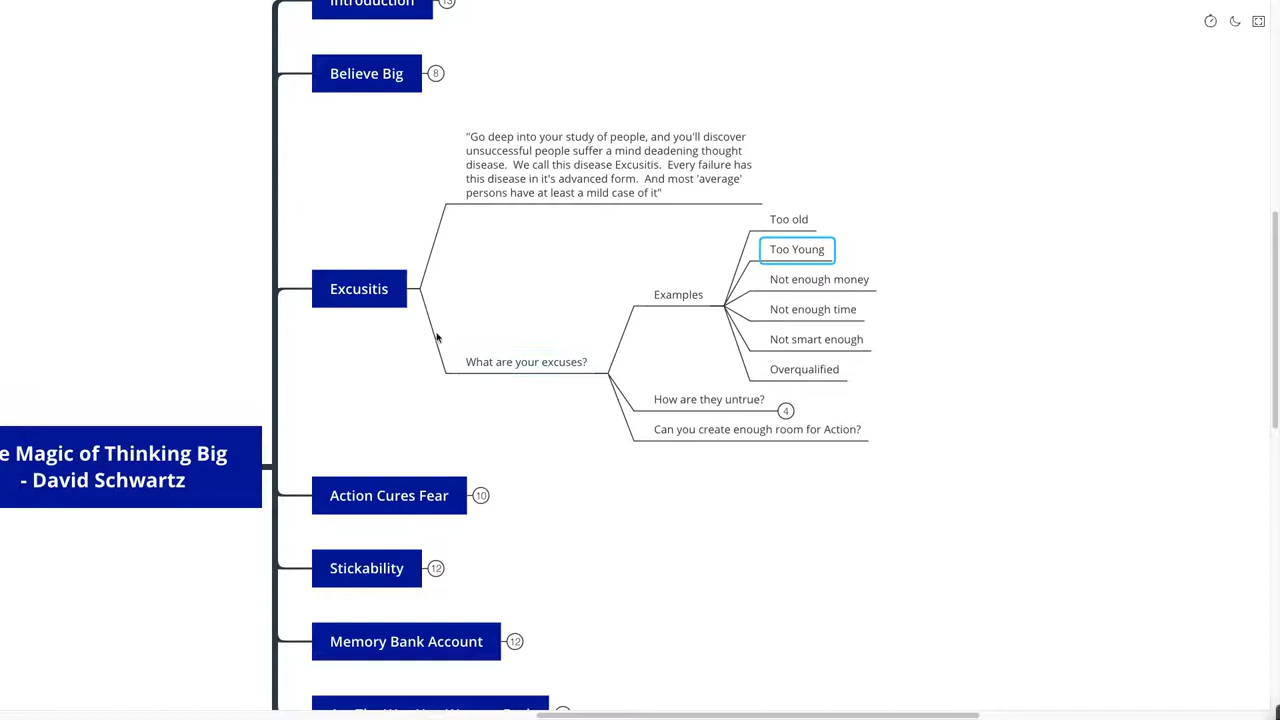 Introduction
13
Believe Big
8
"Go deep into your study of people, and you'll discover
unsuccessful people suffer a mind deadening thought
disease.  We call this disease Excusitis.  Every failure has
this disease in it's advanced form.  And most 'average'
persons have at least a mild case of it"
Too old
Too Young
Not enough money
Examples
Not enough time
Not smart enough
Overqualified
Excusitis
What are your excuses?
How are they untrue?
4
Can you create enough room for Action?
e Magic of Thinking Big
- David Schwartz
Action Cures Fear
10
Stickability
12
Memory Bank Account
12